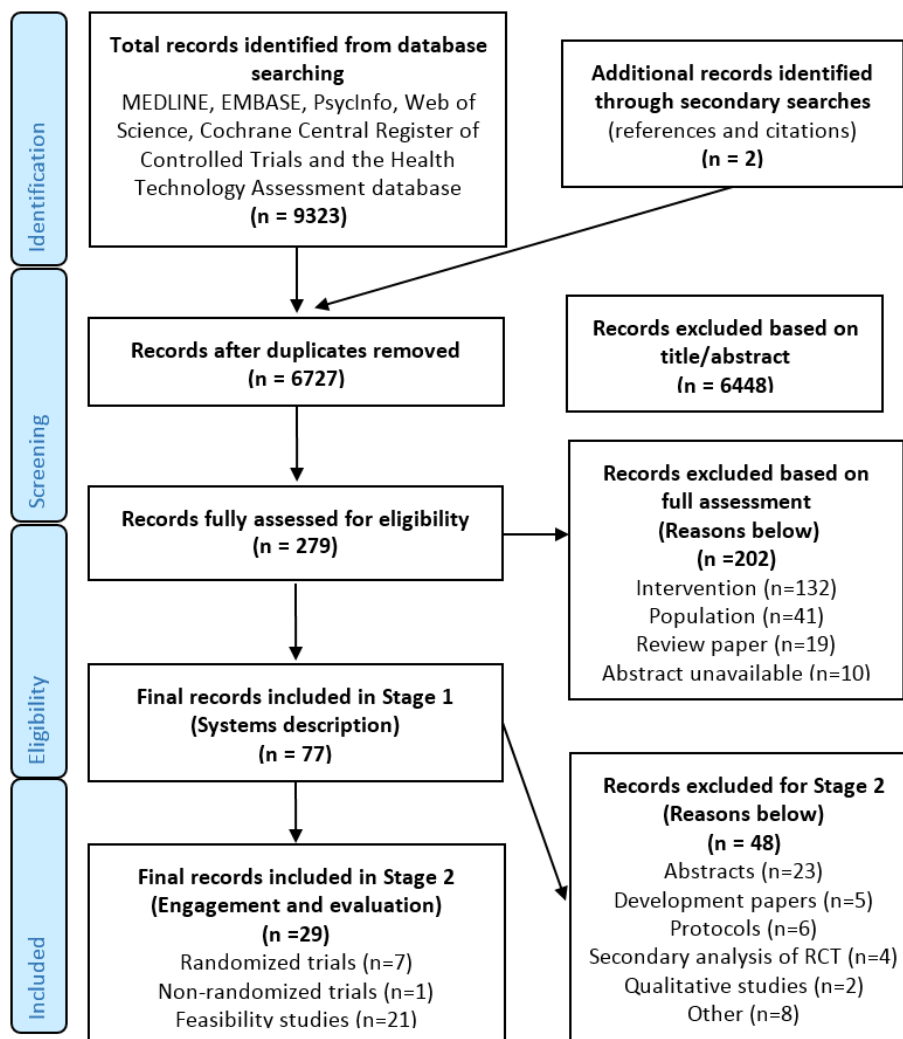 Identification
Total records identified from database
searching
MEDLINE, EMBASE, PsycInfo, Web of
Science, Cochrane Central Register of
Controlled Trials and the Health
Technology Assessment database
(n = 9323)
Additional records identified
through secondary searches
(references and citations)
(n = 2)
Screening
Records after duplicates removed
(n = 6727)
Records excluded based on
title/abstract
(n = 6448)
Records fully assessed for eligibility
(n = 279)
Records excluded based on
full assessment
(Reasons below)
(n =202)
Intervention (n=132)
Population (n=41)
Review paper (n=19)
Abstract unavailable (n=10)
Eligibility
Final records included in Stage 1
(Systems description)
(n = 77)
Records excluded for Stage 2
(Reasons below)
(n = 48)
Abstracts (n=23)
Development papers (n=5)
Protocols (n=6)
Secondary analysis of RCT (n=4)
Qualitative studies (n=2)
Other (n=8)
Included
Final records included in Stage 2
(Engagement and evaluation)
(n =29)
Randomized trials (n=7)
Non-randomized trials (n=1)
Feasibility studies (n=21)